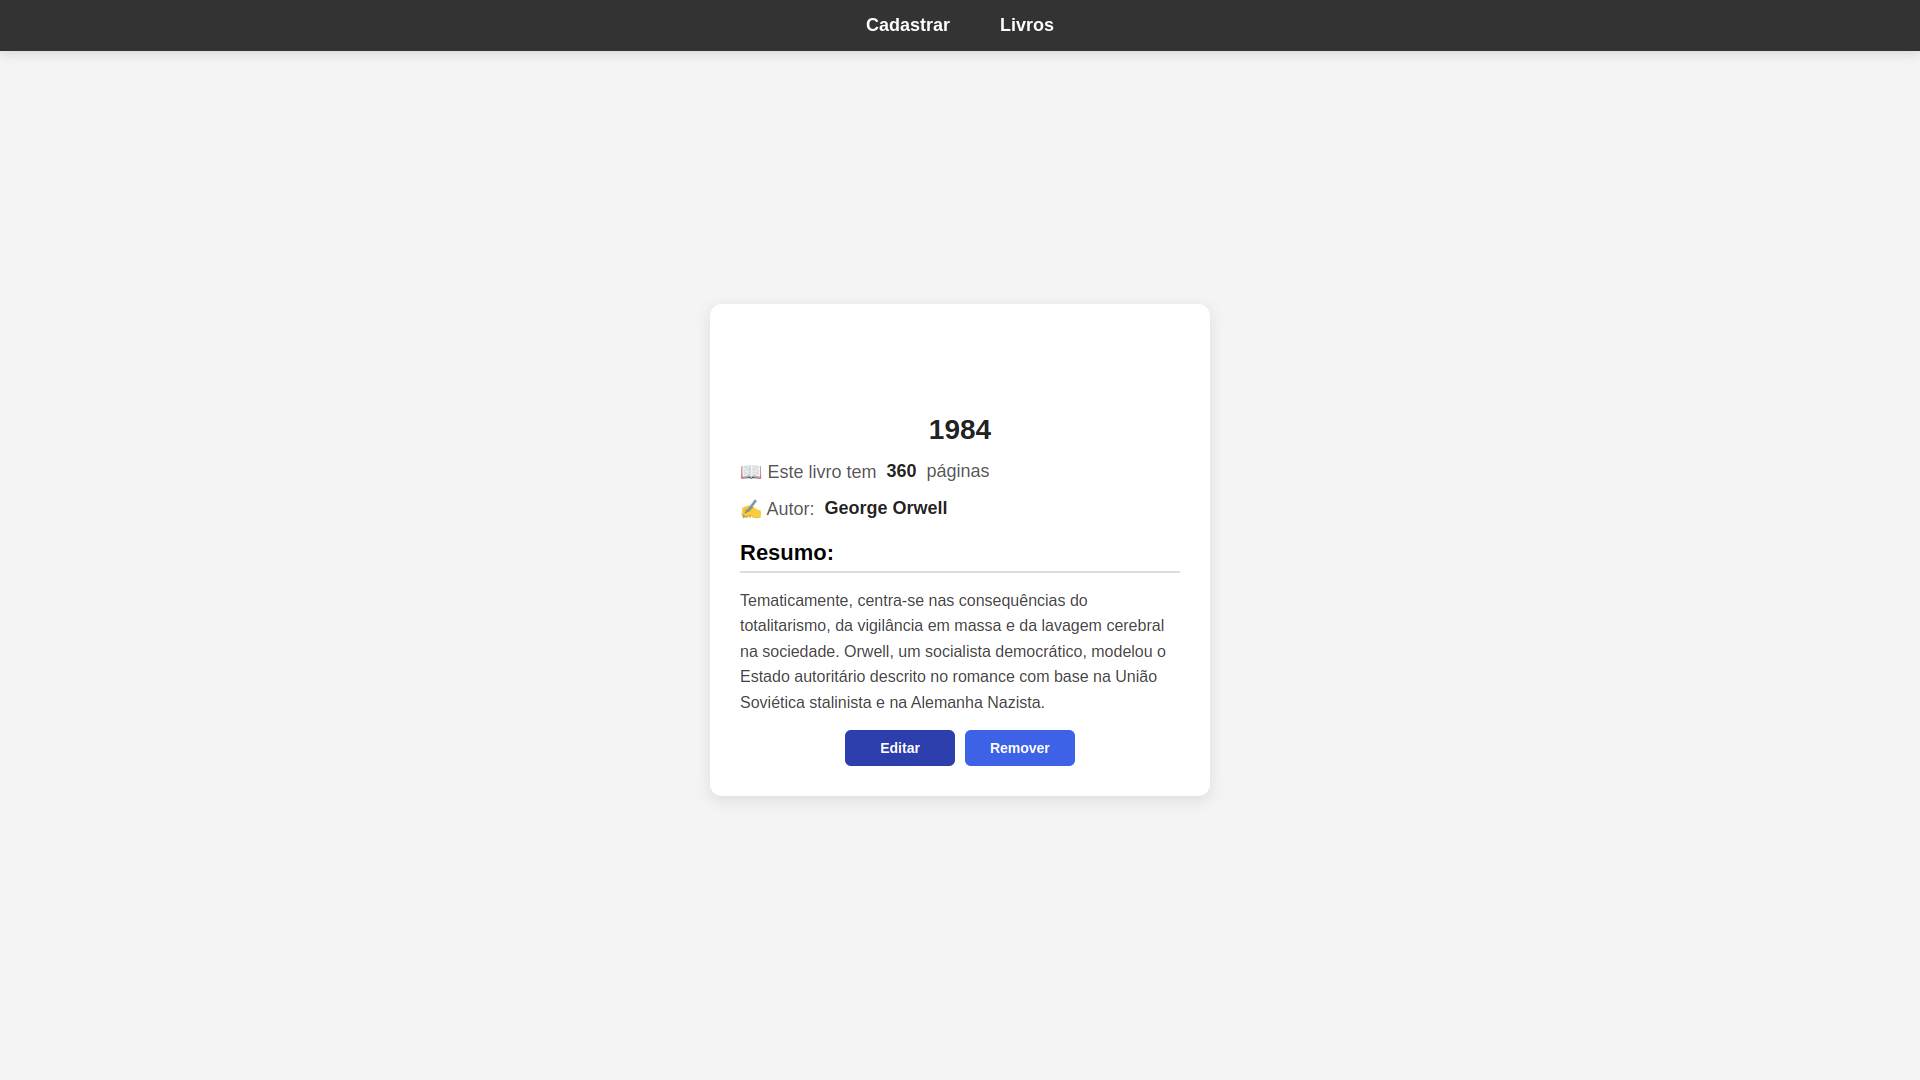 Cadastrar Livros
1984
📖 Este livro tem 360 páginas
✍️ Autor: George Orwell
Resumo:
Tematicamente, centra-se nas consequências do
totalitarismo, da vigilância em massa e da lavagem cerebral
na sociedade. Orwell, um socialista democrático, modelou o
Estado autoritário descrito no romance com base na União
Soviética stalinista e na Alemanha Nazista.
Editar Remover